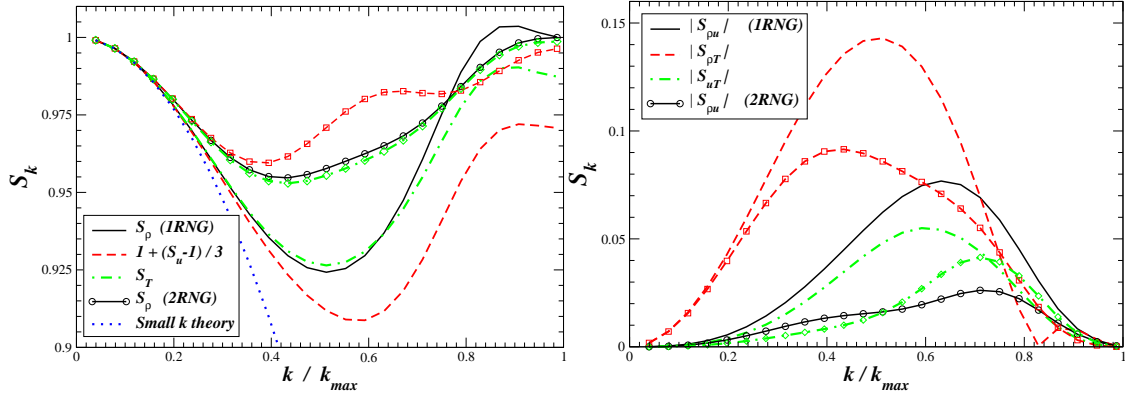 S_k
1
0.975
0.95
0.925
0.9
0 0.2 0.4 0.6 0.8 1
k / k_max
S_ρ (1RNG)
1 + (S_u-1) / 3
S_T
S_ρ (2RNG)
Small k theory
S_k
0.15
0.1
0.05
0
0 0.2 0.4 0.6 0.8 1
k / k_max
| S_ρu / (1RNG)
| S_ρT /
| S_uT /
| S_ρu / (2RNG)